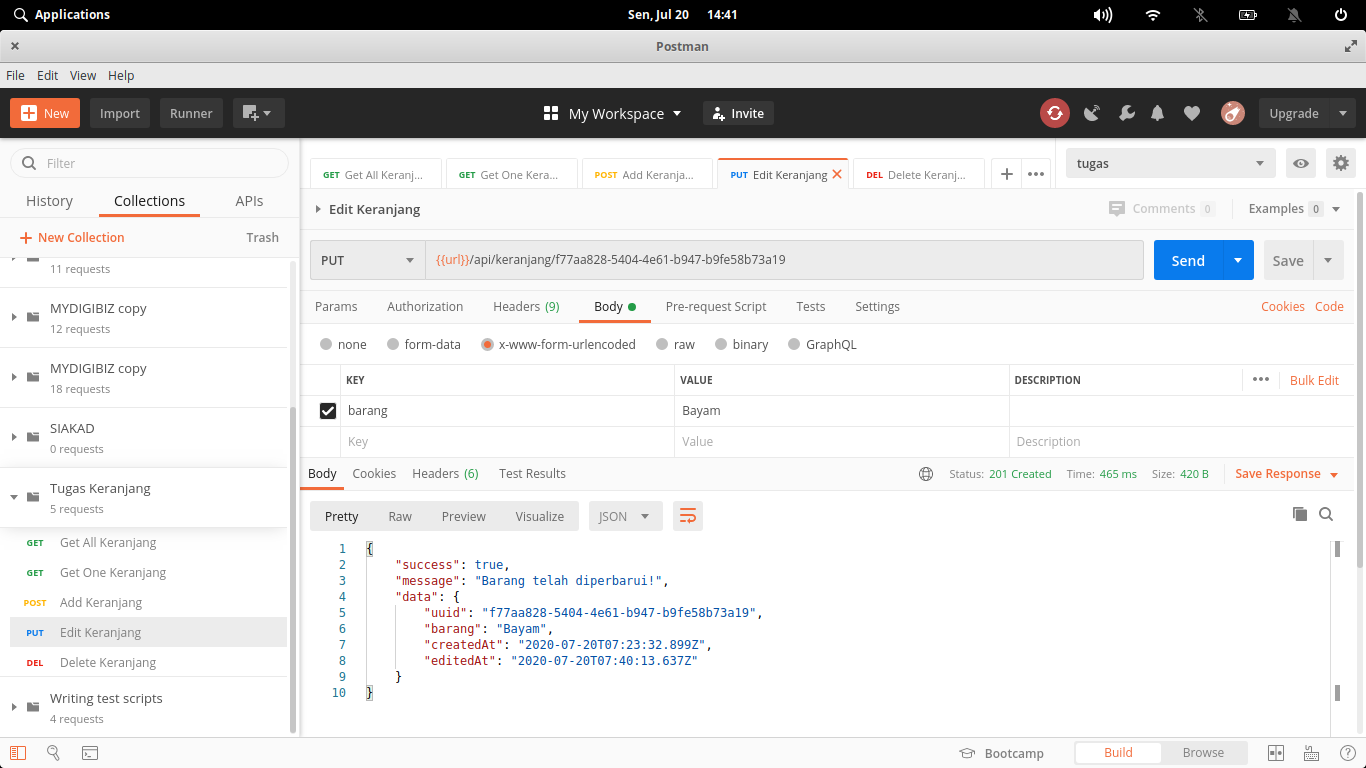 Applications
Sen, Jul 20 14:41
Postman
File Edit View Help
New Import Runner My Workspace Invite Upgrade
Filter
History Collections APIs
New Collection Trash
11 requests
MYDIGIBIZ copy
12 requests
MYDIGIBIZ copy
18 requests
SIAKAD
0 requests
Tugas Keranjang
5 requests
GET Get All Keranjang
GET Get One Keranjang
POST Add Keranjang
PUT Edit Keranjang
DEL Delete Keranjang
Writing test scripts
4 requests
GET Get All Keranj... GET Get One Kera... POST Add Keranja... PUT Edit Keranjang DEL Delete Keranj... tugas
Edit Keranjang Comments 0 Examples 0
PUT {{url}}/api/keranjang/f77aa828-5404-4e61-b947-b9fe58b73a19 Send Save
Params Authorization Headers (9) Body Pre-request Script Tests Settings Cookies Code
none form-data x-www-form-urlencoded raw binary GraphQL
KEY VALUE DESCRIPTION Bulk Edit
barang Bayam
Key Value Description
Body Cookies Headers (6) Test Results Status: 201 Created Time: 465 ms Size: 420 B Save Response
Pretty Raw Preview Visualize JSON
1 {
2 "success": true,
3 "message": "Barang telah diperbarui!",
4 "data": {
5 "uuid": "f77aa828-5404-4e61-b947-b9fe58b73a19",
6 "barang": "Bayam",
7 "createdAt": "2020-07-20T07:23:32.899Z",
8 "editedAt": "2020-07-20T07:40:13.637Z"
9 }
10 }
Bootcamp Build Browse